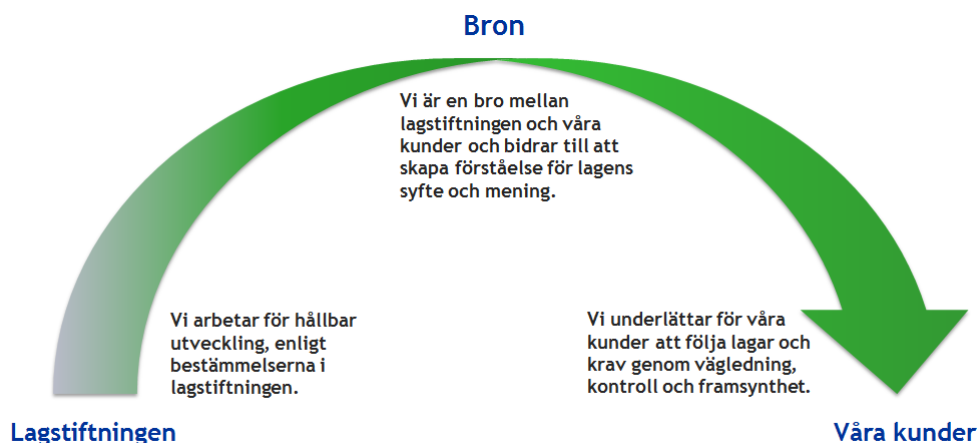 Bron
Vi är en bro mellan
lagstiftningen och våra
kunder och bidrar till att
skapa förståelse för lagens
syfte och mening.
Vi arbetar för hållbar
utveckling, enligt
bestämmelserna i
lagstiftningen.
Vi underlättar för våra
kunder att följa lagar och
krav genom vägledning,
kontroll och framsynthet.
Lagstiftningen
Våra kunder